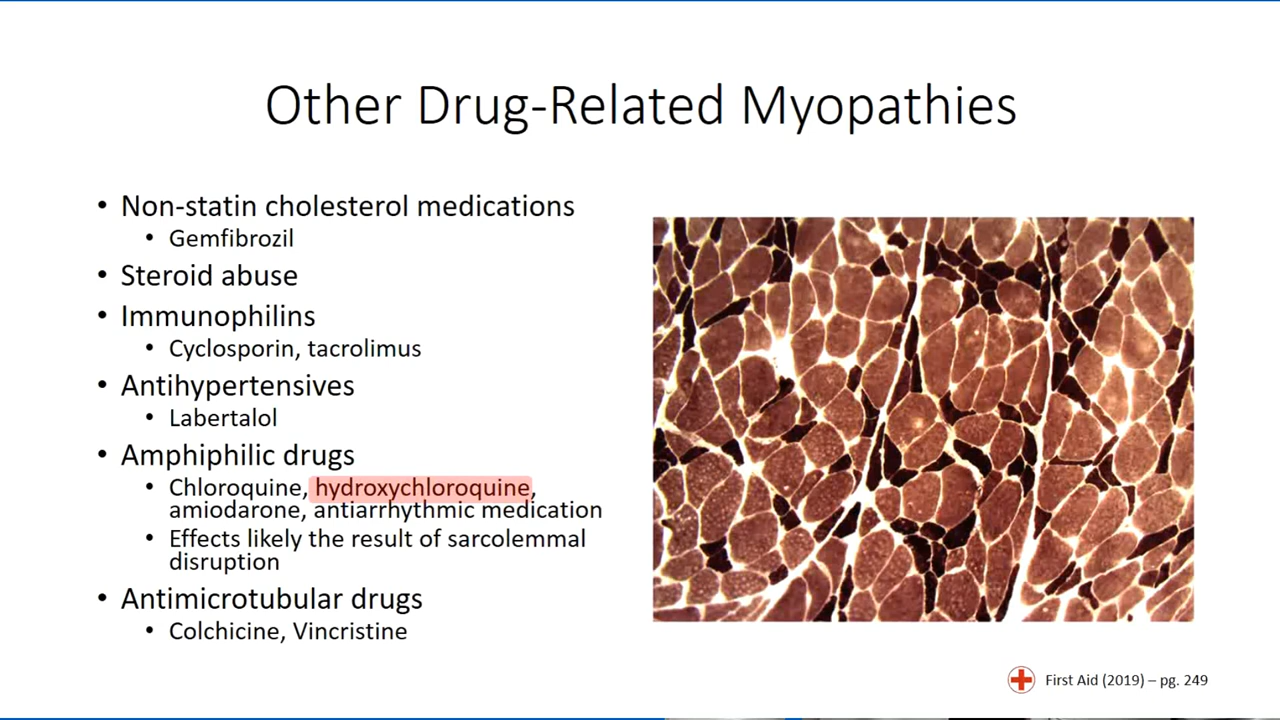 Other Drug-Related Myopathies
• Non-statin cholesterol medications
• Gemfibrozil
• Steroid abuse
• Immunophilins
• Cyclosporin, tacrolimus
• Antihypertensives
• Labertalol
• Amphiphilic drugs
• Chloroquine, hydroxychloroquine,
amiodarone, antiarrhythmic medication
• Effects likely the result of sarcolemmal
disruption
• Antimicrotubular drugs
• Colchicine, Vincristine
First Aid (2019) – pg. 249